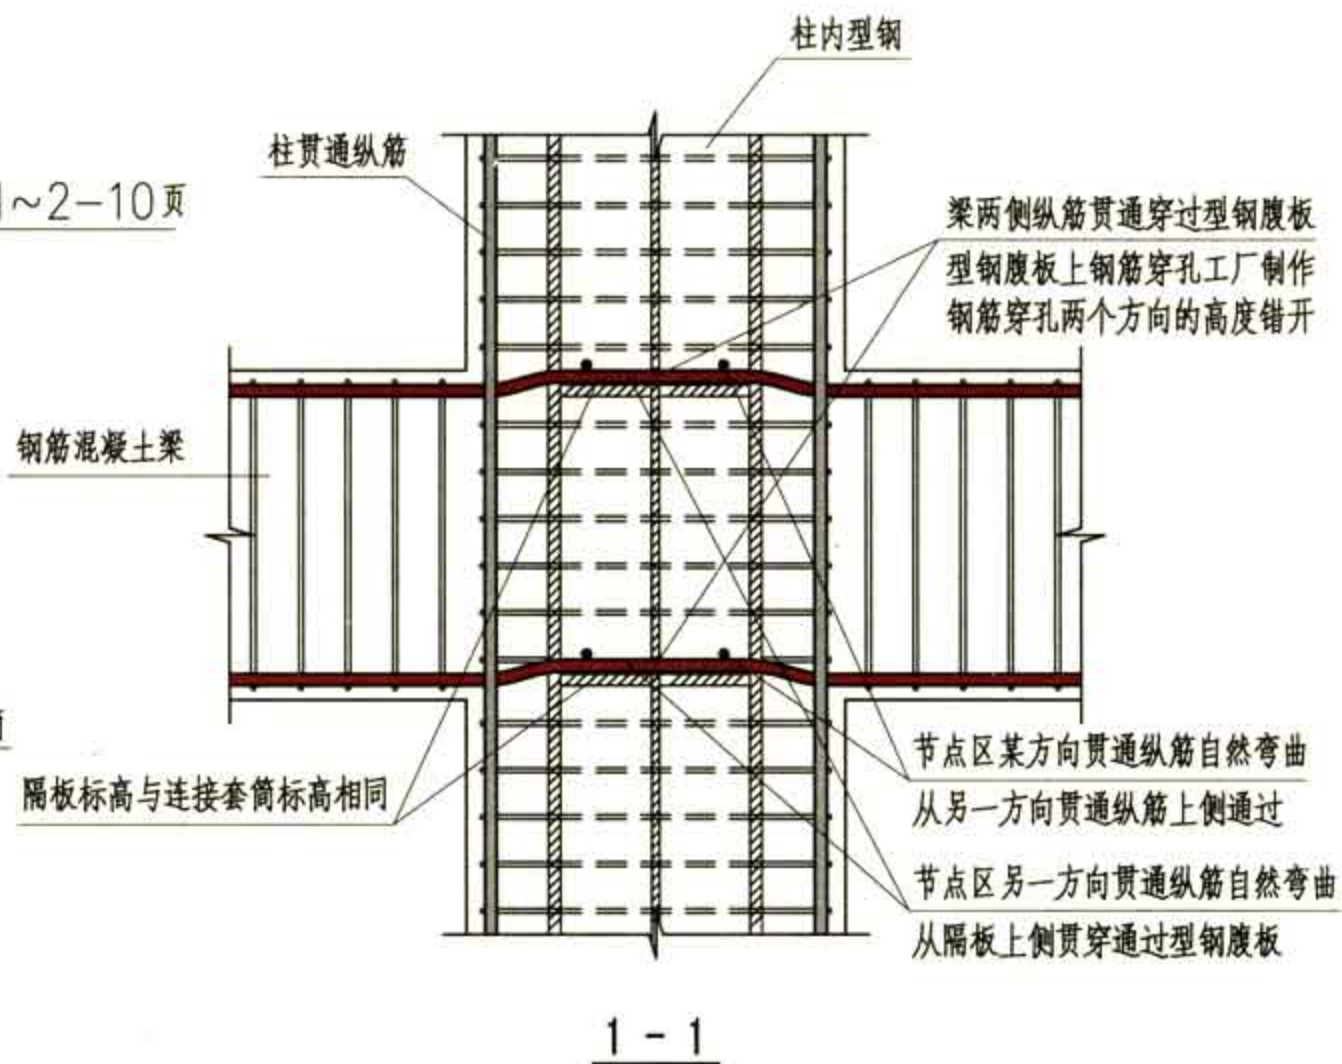 柱内型钢
柱贯通纵筋
~2-10页
梁两侧纵筋贯通穿过型钢腹板
型钢腹板上钢筋穿孔工厂制作
钢筋穿孔两个方向的高度错开
钢筋混凝土梁
隔板标高与连接套筒标高相同
节点区某方向贯通纵筋自然弯曲
从另一方向贯通纵筋上侧通过
节点区另一方向贯通纵筋自然弯曲
从隔板上侧贯穿通过型钢腹板
1-1